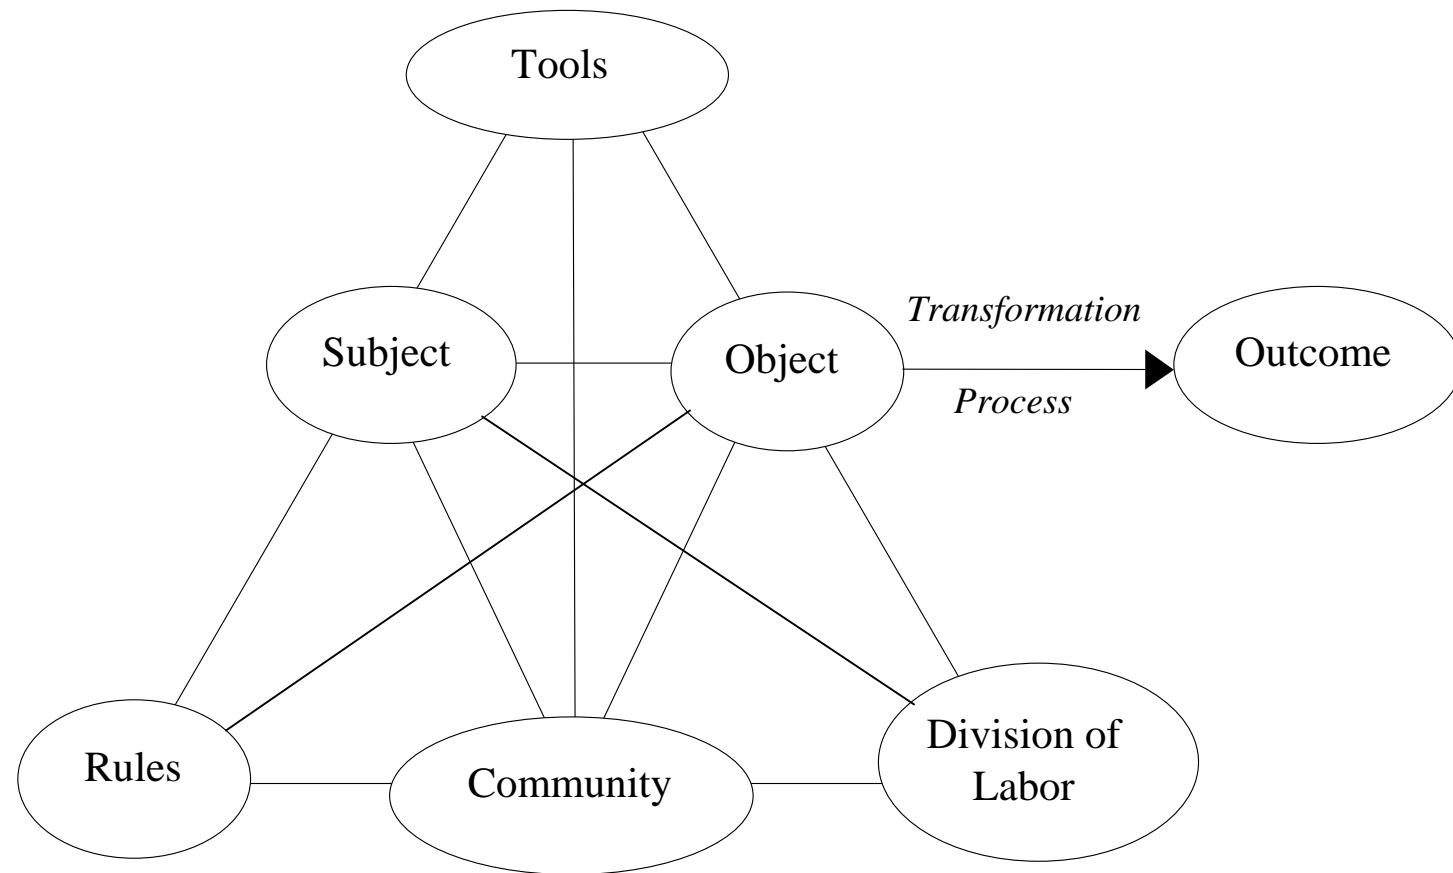 Tools
Subject
Object
Transformation
Process
Outcome
Rules
Community
Division of
Labor